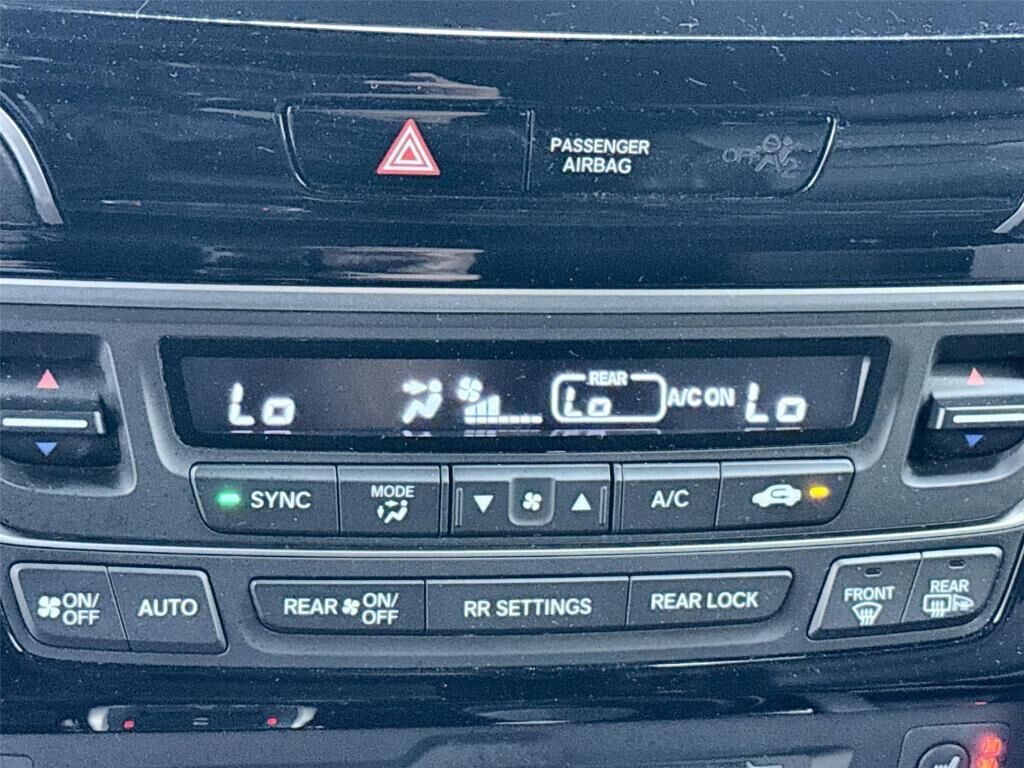 PASSENGER
AIRBAG
OFF
Lo
REAR
Lo
A/C ON
Lo
SYNC
MODE
A/C
ON/
OFF
AUTO
REAR ON/
OFF
RR SETTINGS
REAR LOCK
FRONT
REAR